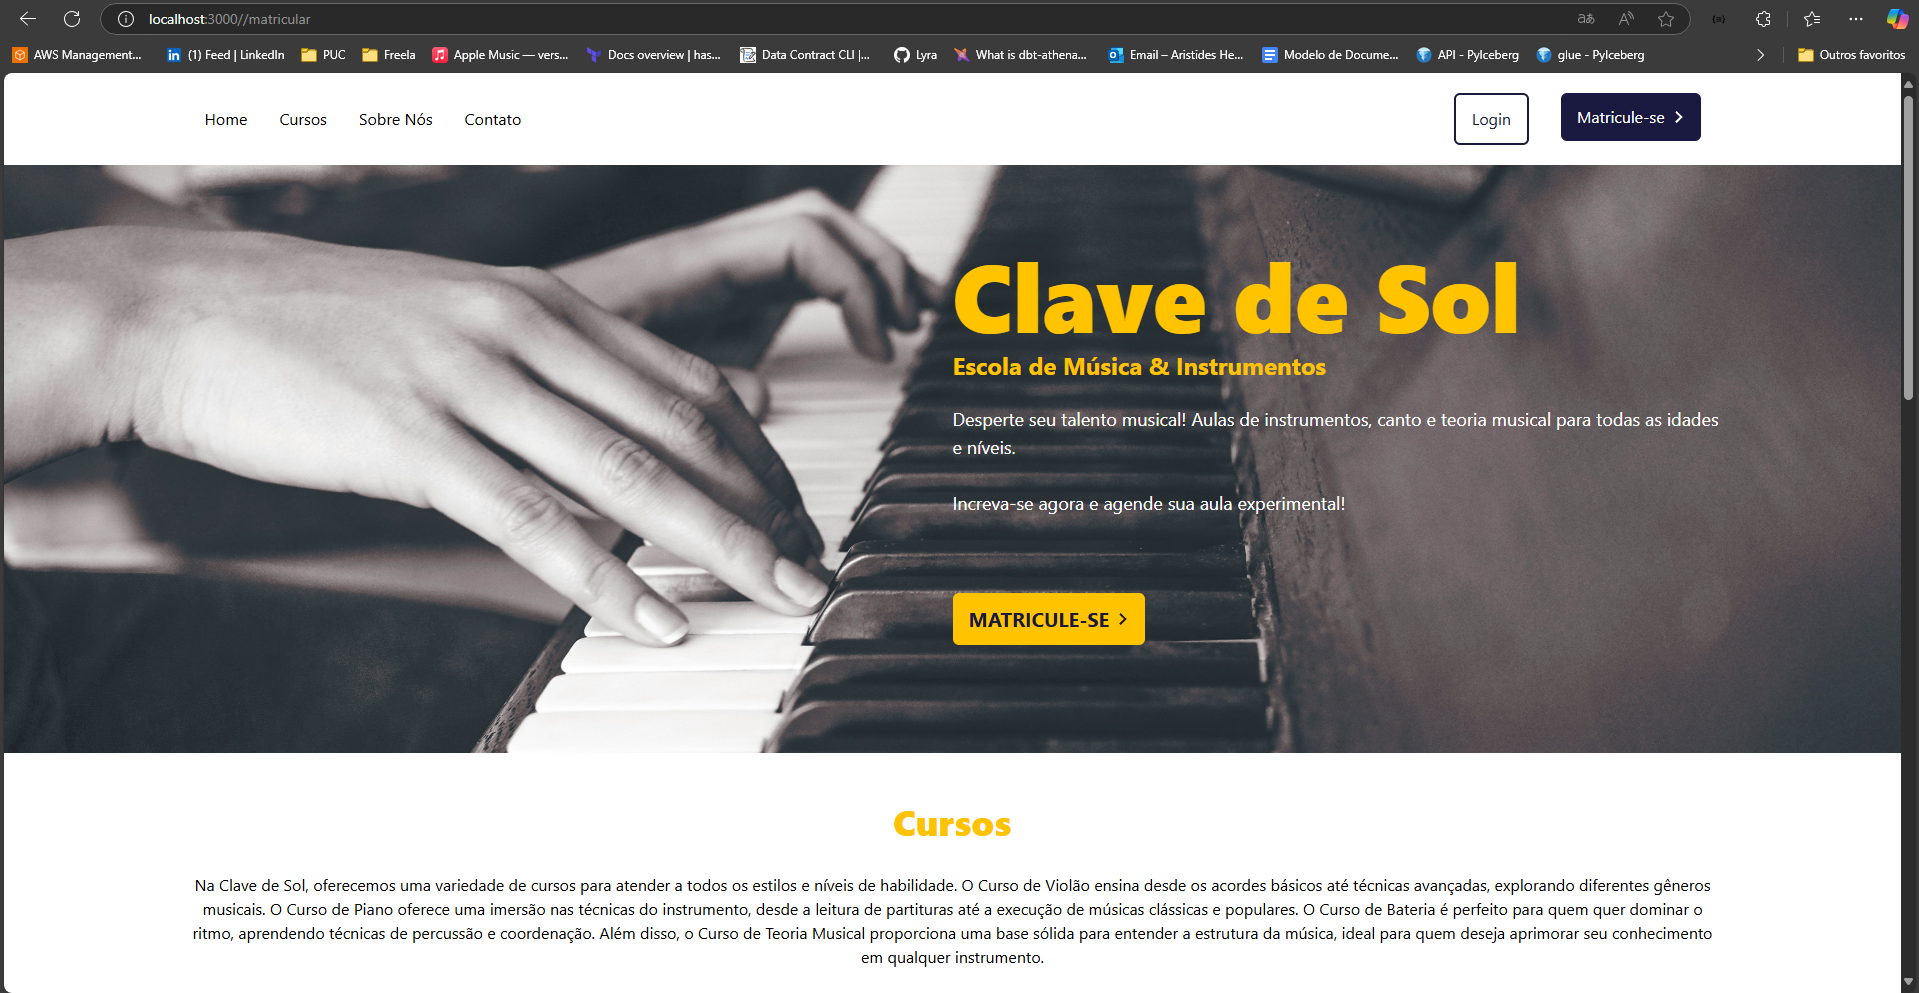 localhost:3000//matricular
AWS Management...
(1) Feed | LinkedIn
PUC
Freela
Apple Music — vers...
Docs overview | has...
Data Contract CLI |...
Lyra
What is dbt-athena...
Email – Aristides He...
Modelo de Docume...
API - PyIceberg
glue - PyIceberg
Outros favoritos
Home
Cursos
Sobre Nós
Contato
Login
Matricule-se
Clave de Sol
Escola de Música & Instrumentos
Desperte seu talento musical! Aulas de instrumentos, canto e teoria musical para todas as idades
e níveis.
Increva-se agora e agende sua aula experimental!
MATRICULE-SE
Cursos
Na Clave de Sol, oferecemos uma variedade de cursos para atender a todos os estilos e níveis de habilidade. O Curso de Violão ensina desde os acordes básicos até técnicas avançadas, explorando diferentes gêneros
musicais. O Curso de Piano oferece uma imersão nas técnicas do instrumento, desde a leitura de partituras até a execução de músicas clássicas e populares. O Curso de Bateria é perfeito para quem quer dominar o
ritmo, aprendendo técnicas de percussão e coordenação. Além disso, o Curso de Teoria Musical proporciona uma base sólida para entender a estrutura da música, ideal para quem deseja aprimorar seu conhecimento
em qualquer instrumento.